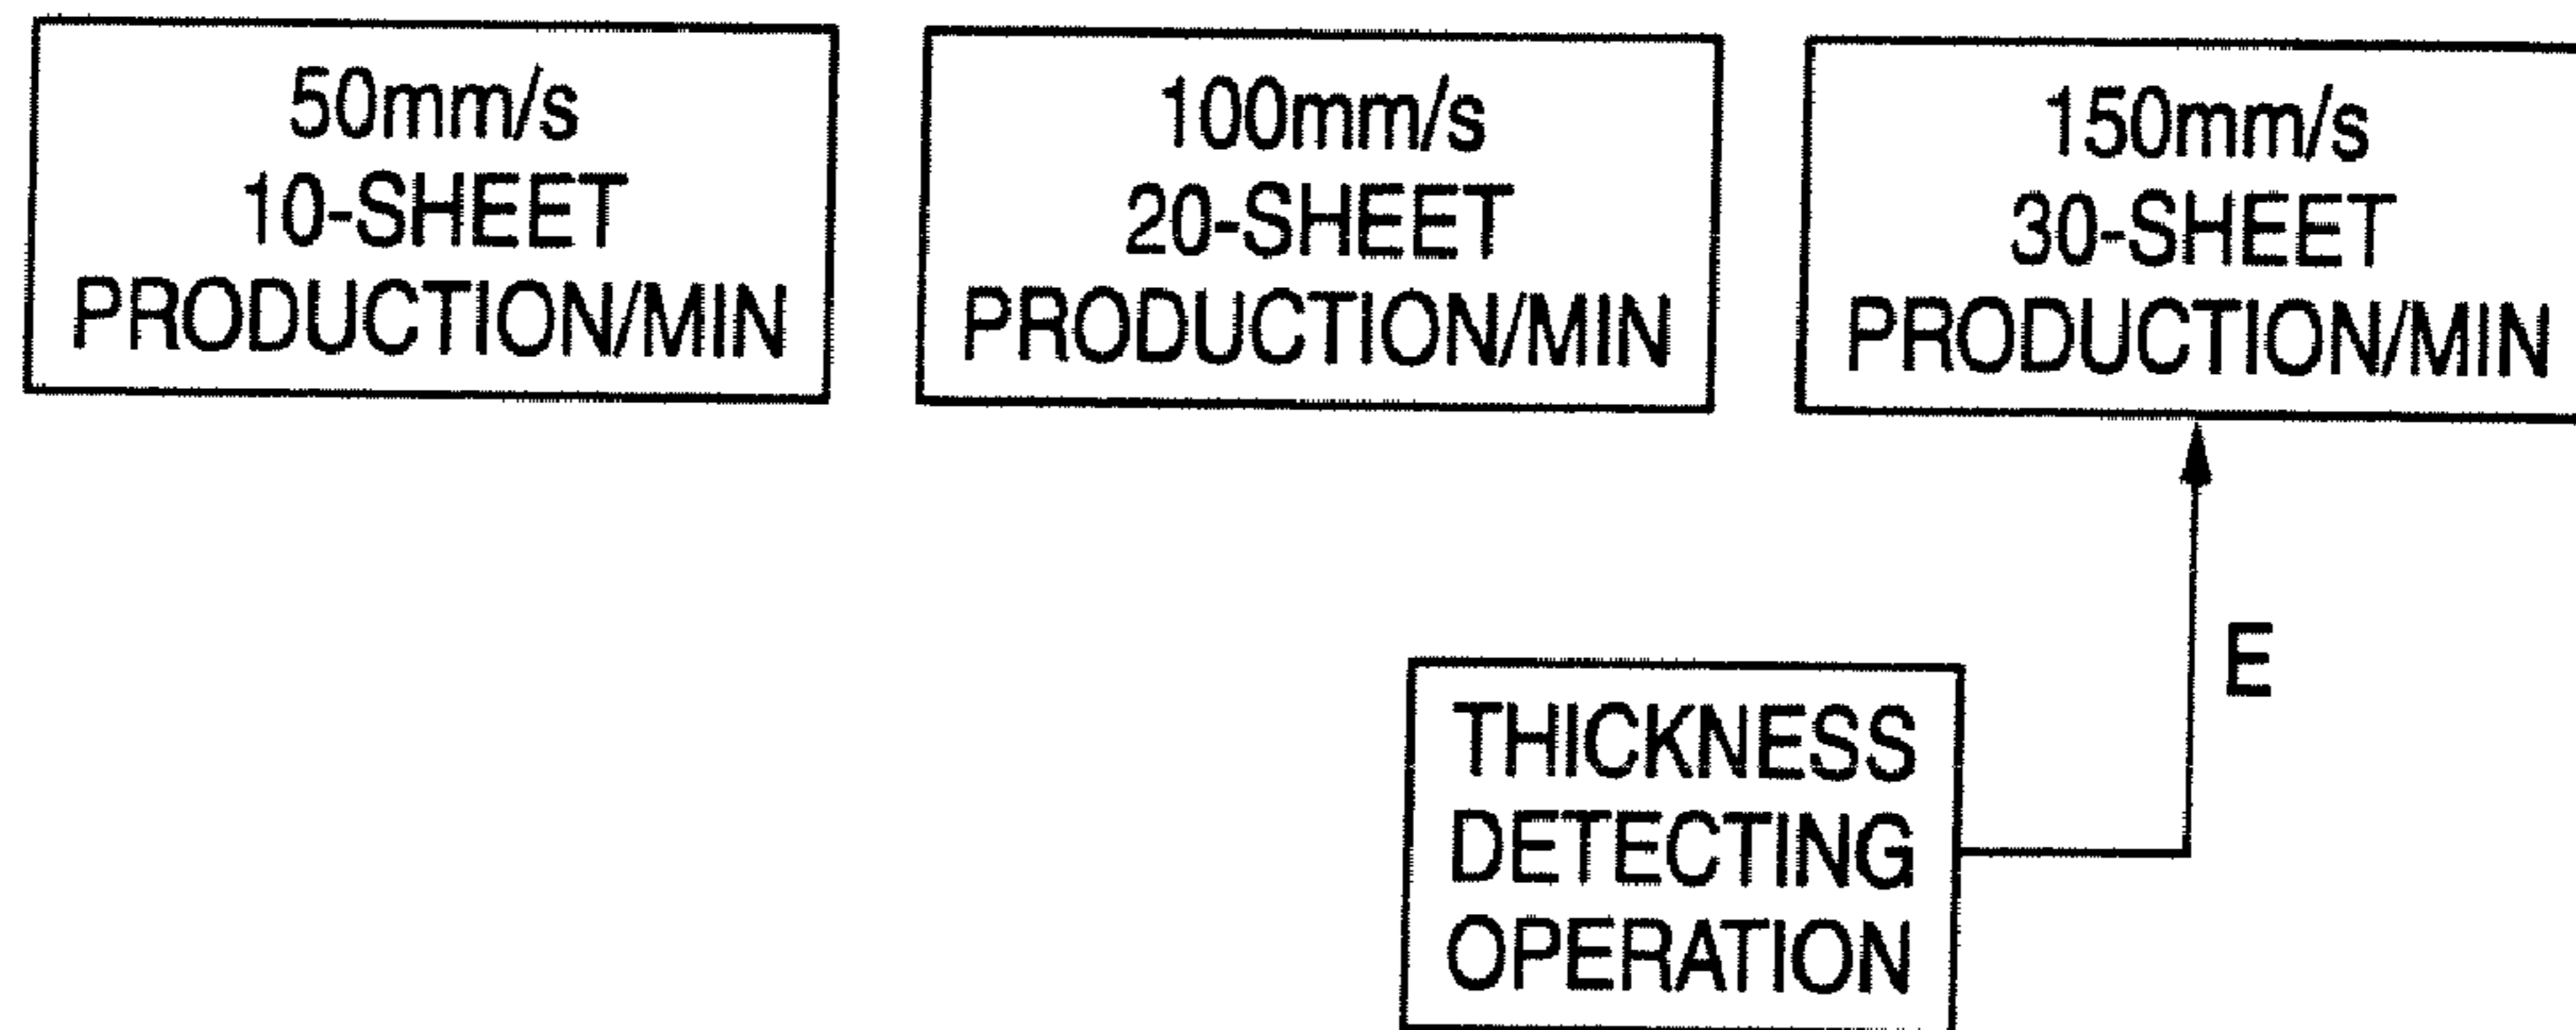 50mm/s
10-SHEET
PRODUCTION/MIN
100mm/s
20-SHEET
PRODUCTION/MIN
150mm/s
30-SHEET
PRODUCTION/MIN
E
THICKNESS
DETECTING
OPERATION